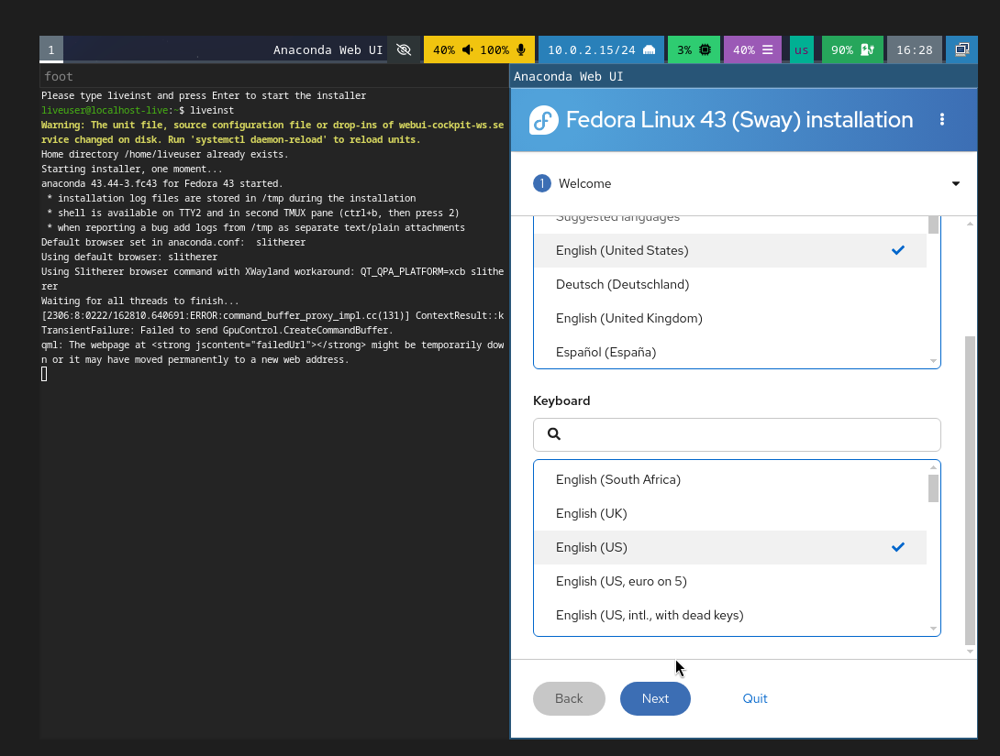 1 Anaconda Web UI 40% 100% 10.0.2.15/24 3% 40% us 90% 16:28
foot
Please type liveinst and press Enter to start the installer
liveuser@localhost-live:~$ liveinst
Warning: The unit file, source configuration file or drop-ins of webui-cockpit-ws.se
rvice changed on disk. Run 'systemctl daemon-reload' to reload units.
Home directory /home/liveuser already exists.
Starting installer, one moment...
anaconda 43.44-3.fc43 for Fedora 43 started.
 * installation log files are stored in /tmp during the installation
 * shell is available on TTY2 and in second TMUX pane (ctrl+b, then press 2)
 * when reporting a bug add logs from /tmp as separate text/plain attachments
Default browser set in anaconda.conf:  slitherer
Using default browser: slitherer
Using Slitherer browser command with XWayland workaround: QT_QPA_PLATFORM=xcb slithe
rer
Waiting for all threads to finish...
[2306:8:0222/162810.640691:ERROR:command_buffer_proxy_impl.cc(131)] ContextResult::k
TransientFailure: Failed to send GpuControl.CreateCommandBuffer.
qml: The webpage at <strong jscontent="failedUrl"></strong> might be temporarily dow
n or it may have moved permanently to a new web address.
Anaconda Web UI
Fedora Linux 43 (Sway) installation
1 Welcome
Suggested languages
English (United States)
Deutsch (Deutschland)
English (United Kingdom)
Español (España)
Keyboard
English (South Africa)
English (UK)
English (US)
English (US, euro on 5)
English (US, intl., with dead keys)
Back Next Quit